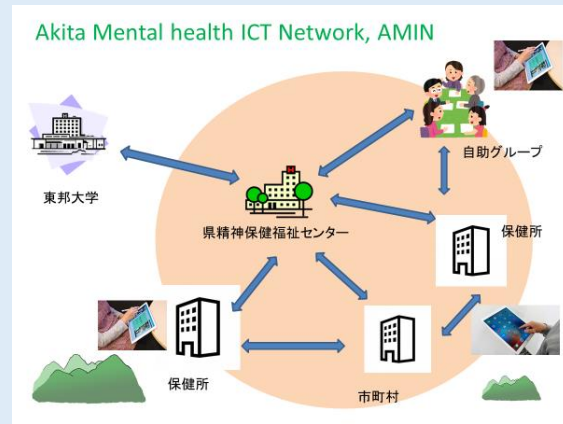 Akita Mental health ICT Network, AMIN
自助グループ
東邦大学
県精神保健福祉センター
保健所
保健所
市町村